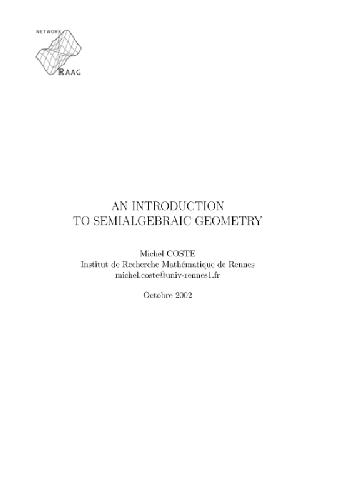 NETWORK
RAAG
AN INTRODUCTION
TO SEMIALGEBRAIC GEOMETRY
Michel COSTE
Institut de Recherche Mathématique de Rennes
michel.coste@univ-rennes1.fr
Octobre 2002